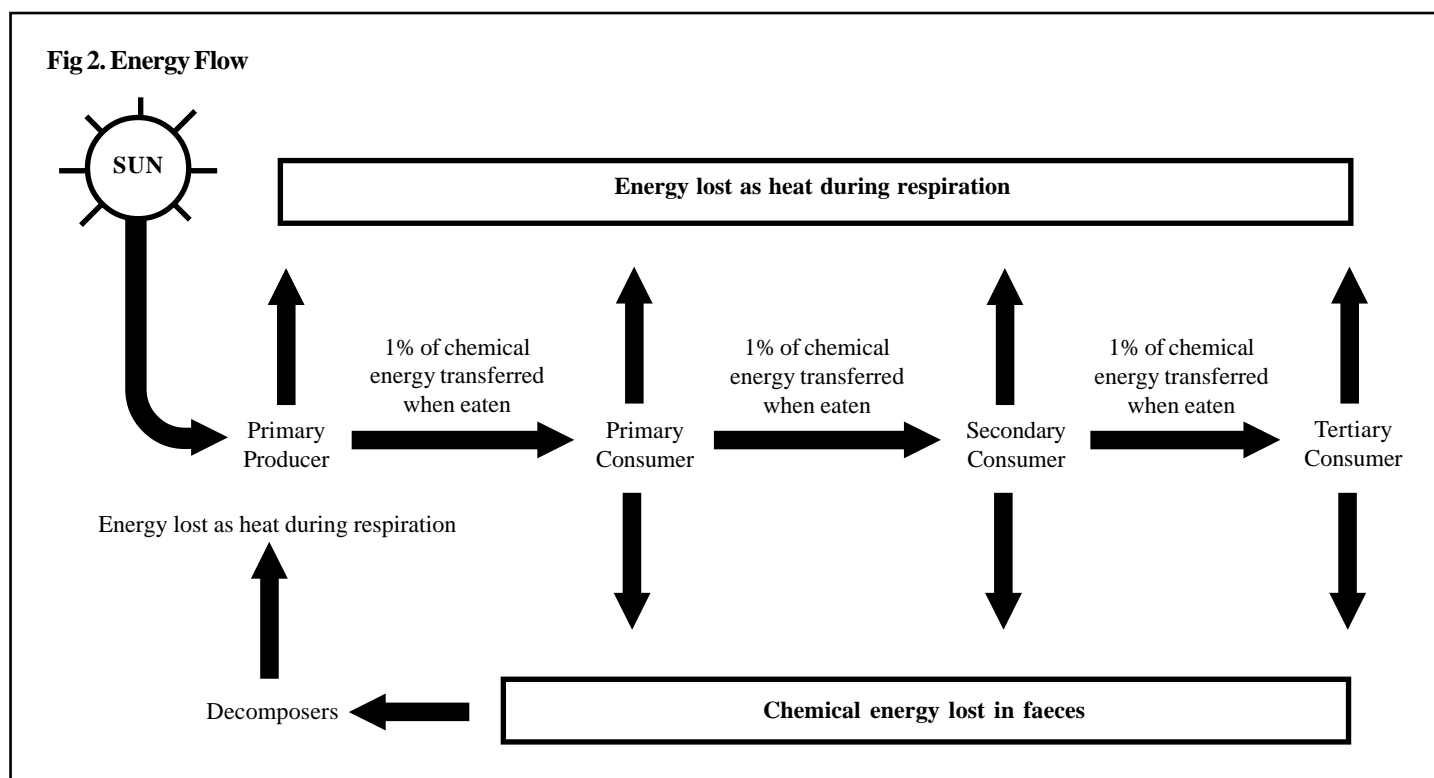 Fig 2. Energy Flow
SUN
Energy lost as heat during respiration
1% of chemical
energy transferred
when eaten
1% of chemical
energy transferred
when eaten
1% of chemical
energy transferred
when eaten
Primary
Producer
Primary
Consumer
Secondary
Consumer
Tertiary
Consumer
Energy lost as heat during respiration
Decomposers
Chemical energy lost in faeces